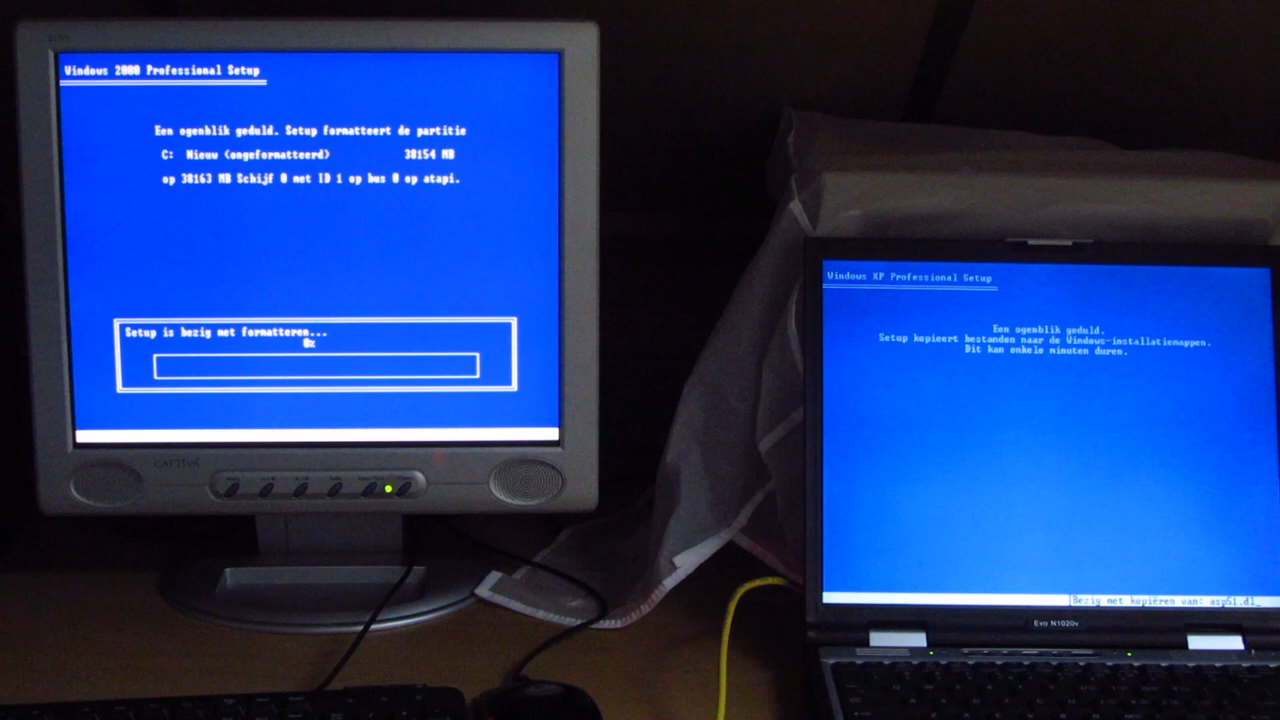 Windows 2000 Professional Setup
Een ogenblik geduld. Setup formatteert de partitie
C: Nieuw (ongeformatteerd) 38154 MB
op 38163 MB Schijf 0 met ID 1 op bus 0 op atapi.
Setup is bezig met formatteren...
0%
CAPTIVA
Windows XP Professional Setup
Een ogenblik geduld.
Setup kopieert bestanden naar de Windows-installatiemappen.
Dit kan enkele minuten duren.
Bezig met kopiëren van: asp51.dl_
Evo N1020v